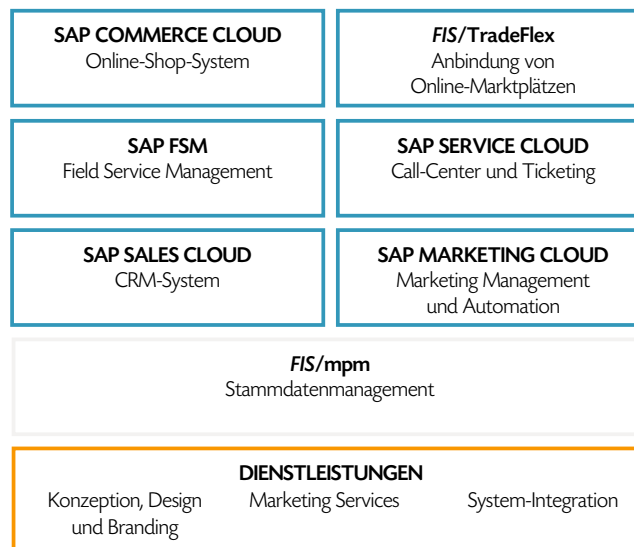 SAP COMMERCE CLOUD
Online-Shop-System
FIS/TradeFlex
Anbindung von
Online-Marktplätzen
SAP FSM
Field Service Management
SAP SERVICE CLOUD
Call-Center und Ticketing
SAP SALES CLOUD
CRM-System
SAP MARKETING CLOUD
Marketing Management
und Automation
FIS/mpm
Stammdatenmanagement
DIENSTLEISTUNGEN
Konzeption, Design
und Branding
Marketing Services
System-Integration